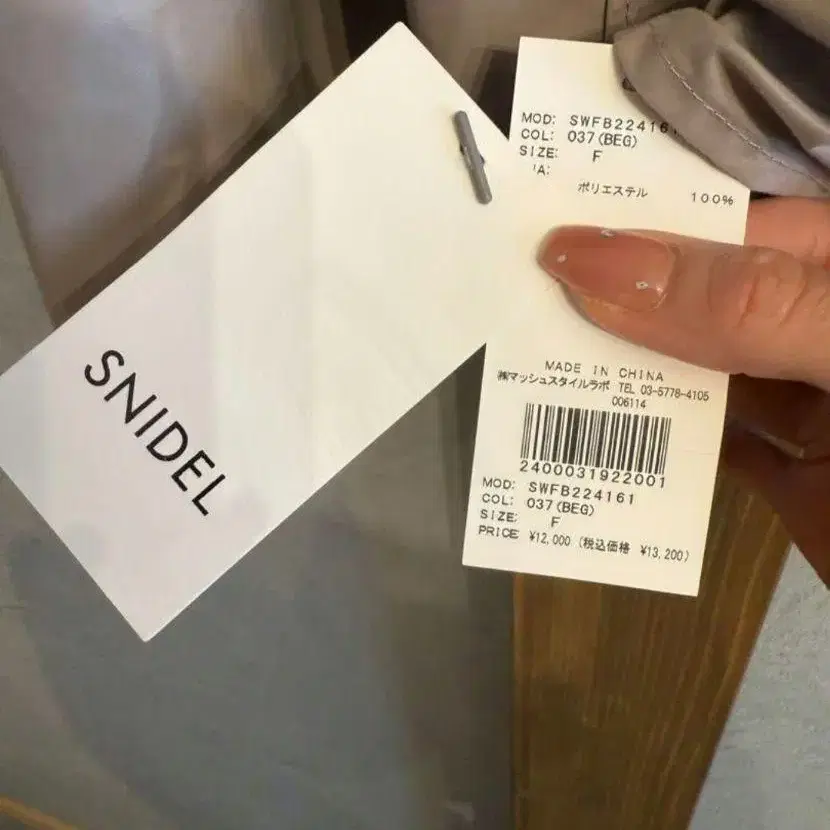 SNIDEL
MOD: SWFB224161
COL: 037(BEG)
SIZE: F
ポリエステル 100%
MADE IN CHINA
㈱マッシュスタイルラボ TEL 03-5778-4105
006114
2400031922001
MOD: SWFB224161
COL: 037(BEG)
SIZE: F
PRICE ¥12,000 (税込価格 ¥13,200)